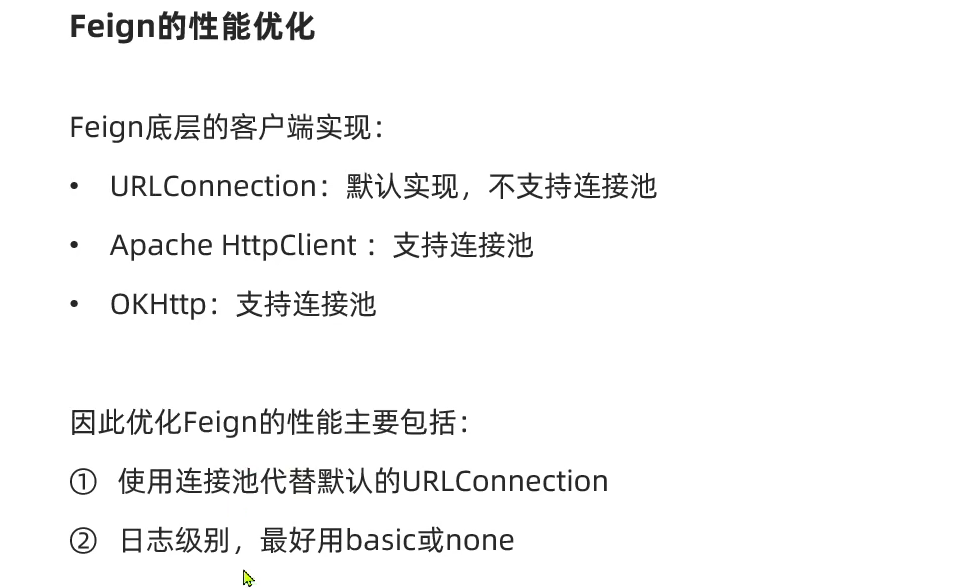 Feign的性能优化
Feign底层的客户端实现：
• URLConnection：默认实现，不支持连接池
• Apache HttpClient ：支持连接池
• OKHttp：支持连接池
因此优化Feign的性能主要包括：
① 使用连接池代替默认的URLConnection
② 日志级别，最好用basic或none